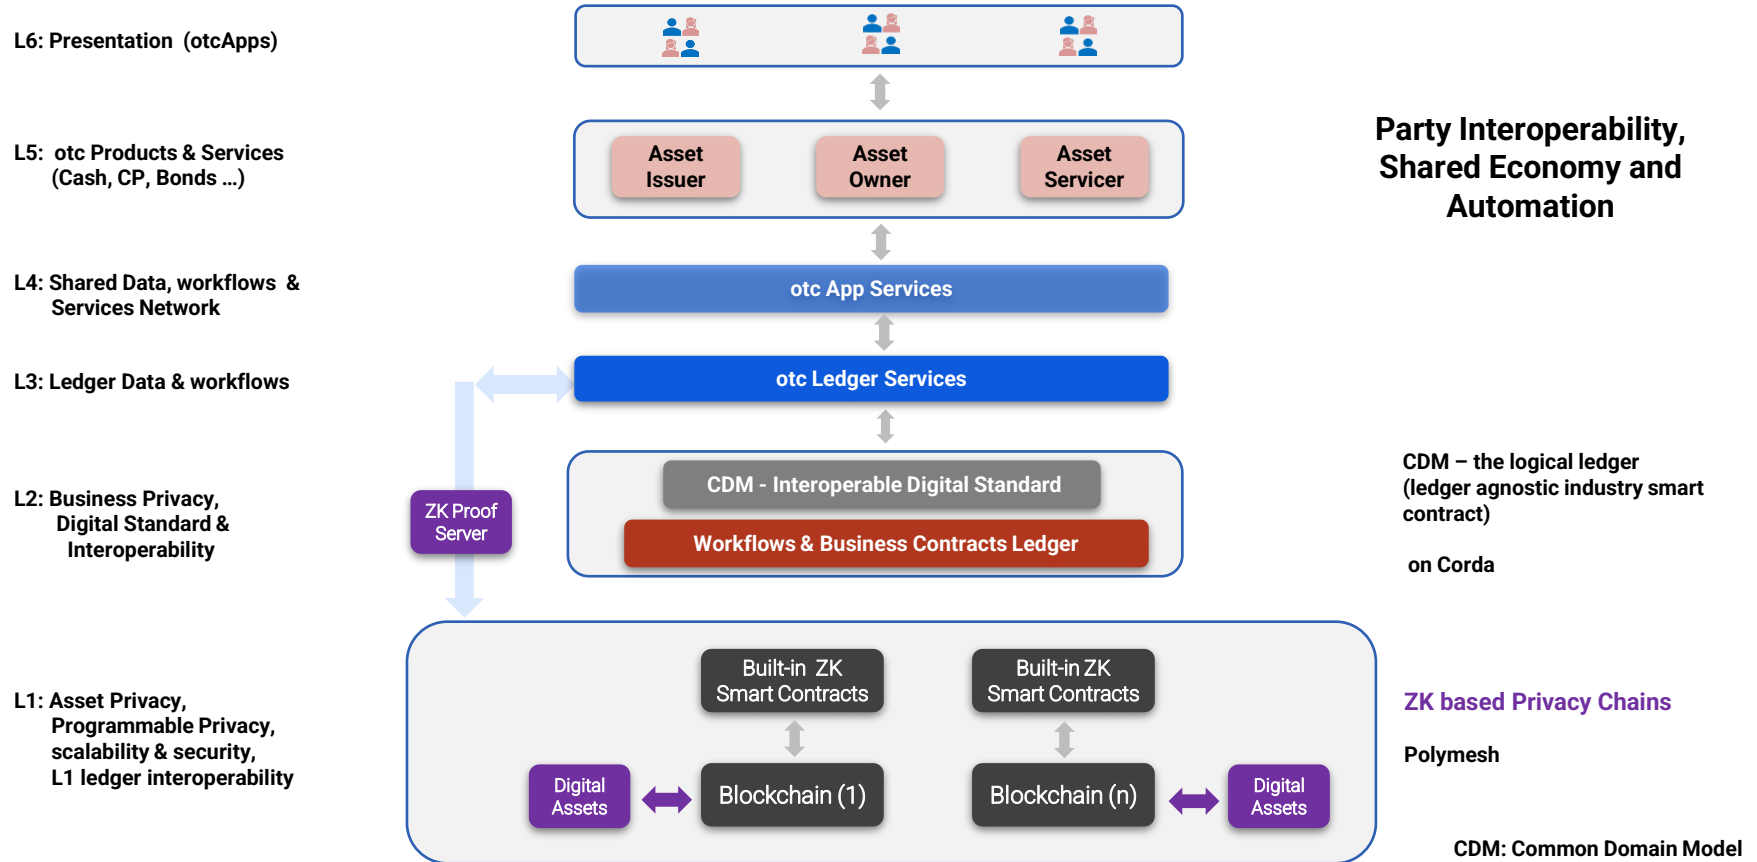 L6: Presentation (otcApps)
L5: otc Products & Services
(Cash, CP, Bonds ...)
Asset
Issuer
Asset
Owner
Asset
Servicer
Party Interoperability,
Shared Economy and
Automation
L4: Shared Data, workflows &
Services Network
otc App Services
L3: Ledger Data & workflows
otc Ledger Services
L2: Business Privacy,
Digital Standard &
Interoperability
ZK Proof
Server
CDM - Interoperable Digital Standard
Workflows & Business Contracts Ledger
CDM – the logical ledger
(ledger agnostic industry smart
contract)
on Corda
L1: Asset Privacy,
Programmable Privacy,
scalability & security,
L1 ledger interoperability
Built-in ZK
Smart Contracts
Built-in ZK
Smart Contracts
Digital
Assets
Blockchain (1)
Blockchain (n)
Digital
Assets
ZK based Privacy Chains
Polymesh
CDM: Common Domain Model